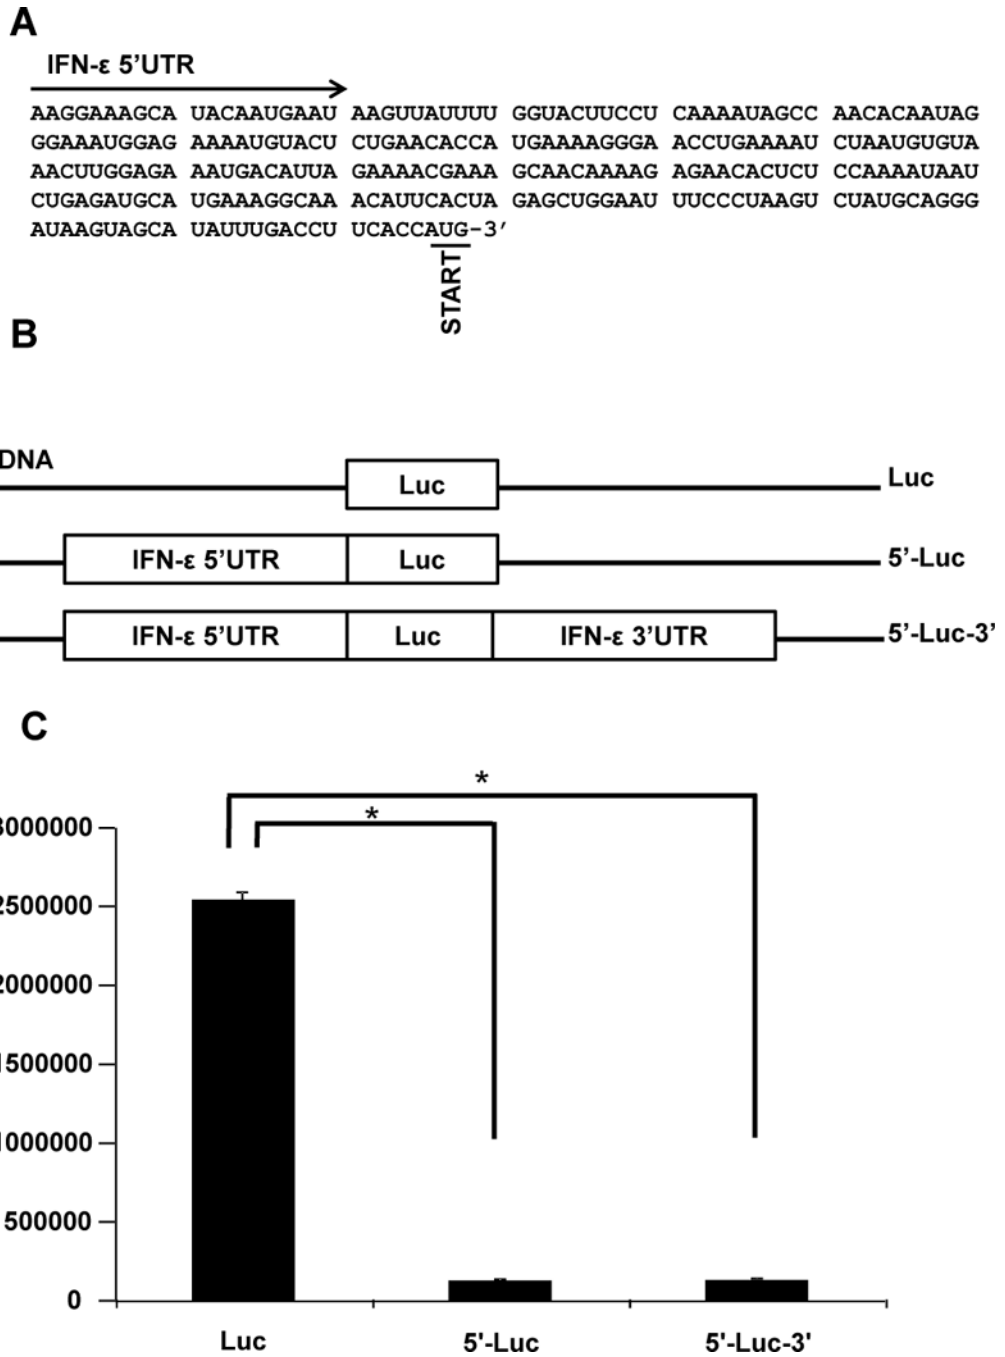 A
IFN-ε 5’UTR
AAGGAAAGCA UACAAUGAAU AAGUUAUUUU GGUACUUCCU CAAAAUAGCC AACACAAUAG
GGAAAUGGAG AAAAUGUACU CUGAACACCA UGAAAAGGGA ACCUGAAAAU CUAAUGUGUA
AACUUGGAGA AAUGACAUUA GAAAACGAAA GCAACAAAAG AGAACACUCU CCAAAAUAAU
CUGAGAUGCA UGAAAGGCAA ACAUUCACUA GAGCUGGAAU UUCCCUAAGU CUAUGCAGGG
AUAAGUAGCA UAUUUGACCU UCACCAUG-3’
START
B
DNA
Luc
Luc
IFN-ε 5’UTR
Luc
5’-Luc
IFN-ε 5’UTR
Luc
IFN-ε 3’UTR
5’-Luc-3’
C
*
*
3000000
2500000
2000000
1500000
1000000
500000
0
Luc
5'-Luc
5'-Luc-3'